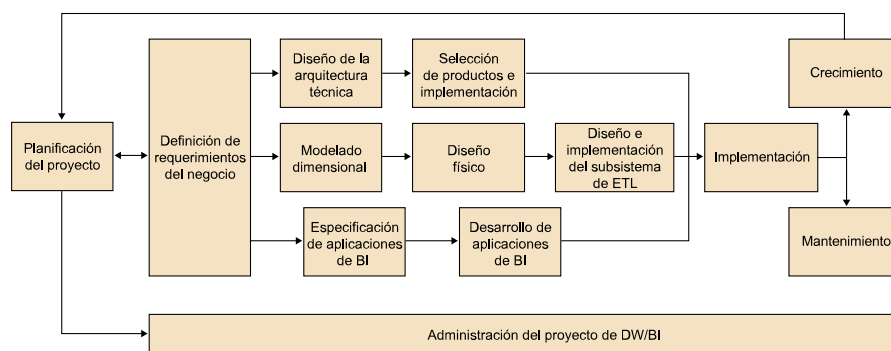 Diseño de la
arquitectura
técnica
Selección
de productos e
implementación
Crecimiento
Planificación
del proyecto
Definición de
requerimientos
del negocio
Modelado
dimensional
Diseño
físico
Diseño e
implementación
del subsistema
de ETL
Implementación
Especificación
de aplicaciones
de BI
Desarrollo de
aplicaciones
de BI
Mantenimiento
Administración del proyecto de DW/BI